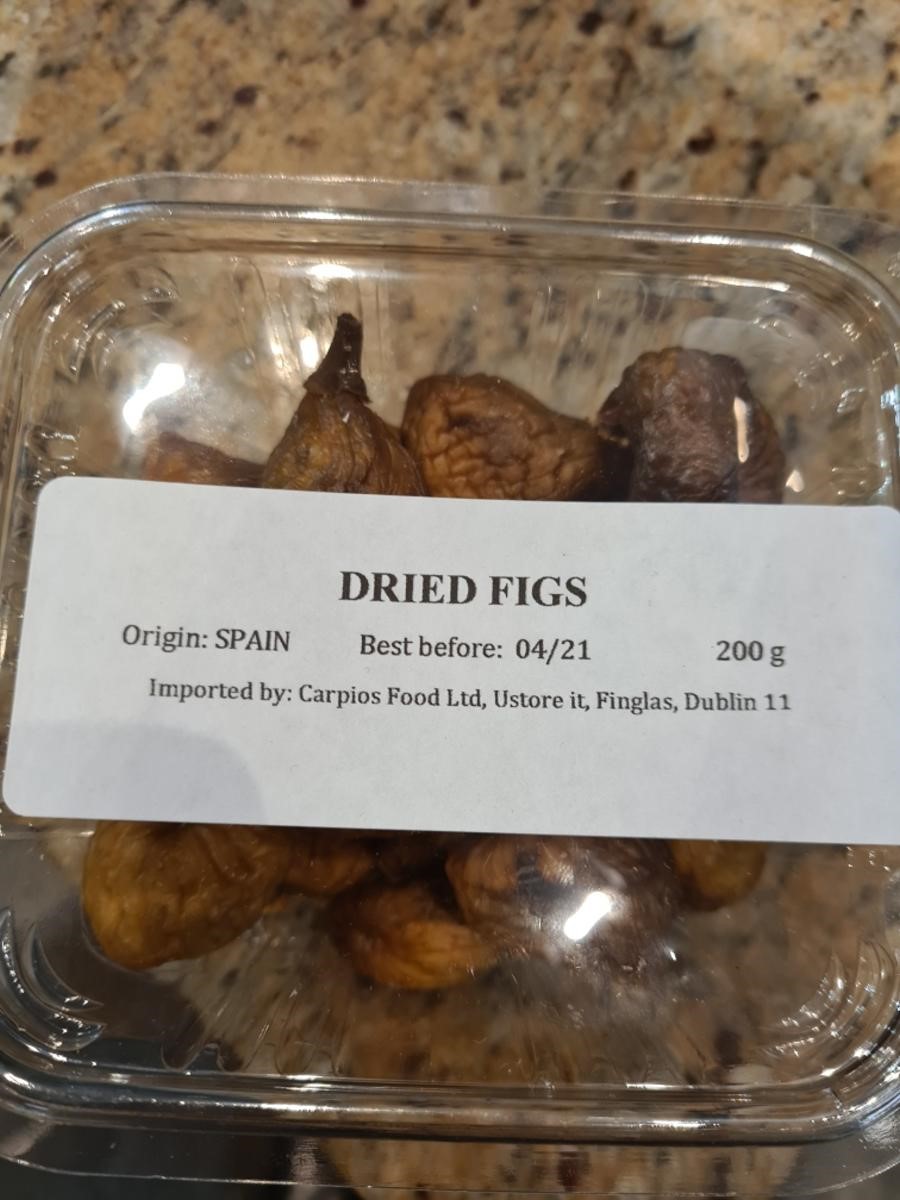 DRIED FIGS
Origin: SPAIN Best before: 04/21 200 g
Imported by: Carpios Food Ltd, Ustore it, Finglas, Dublin 11